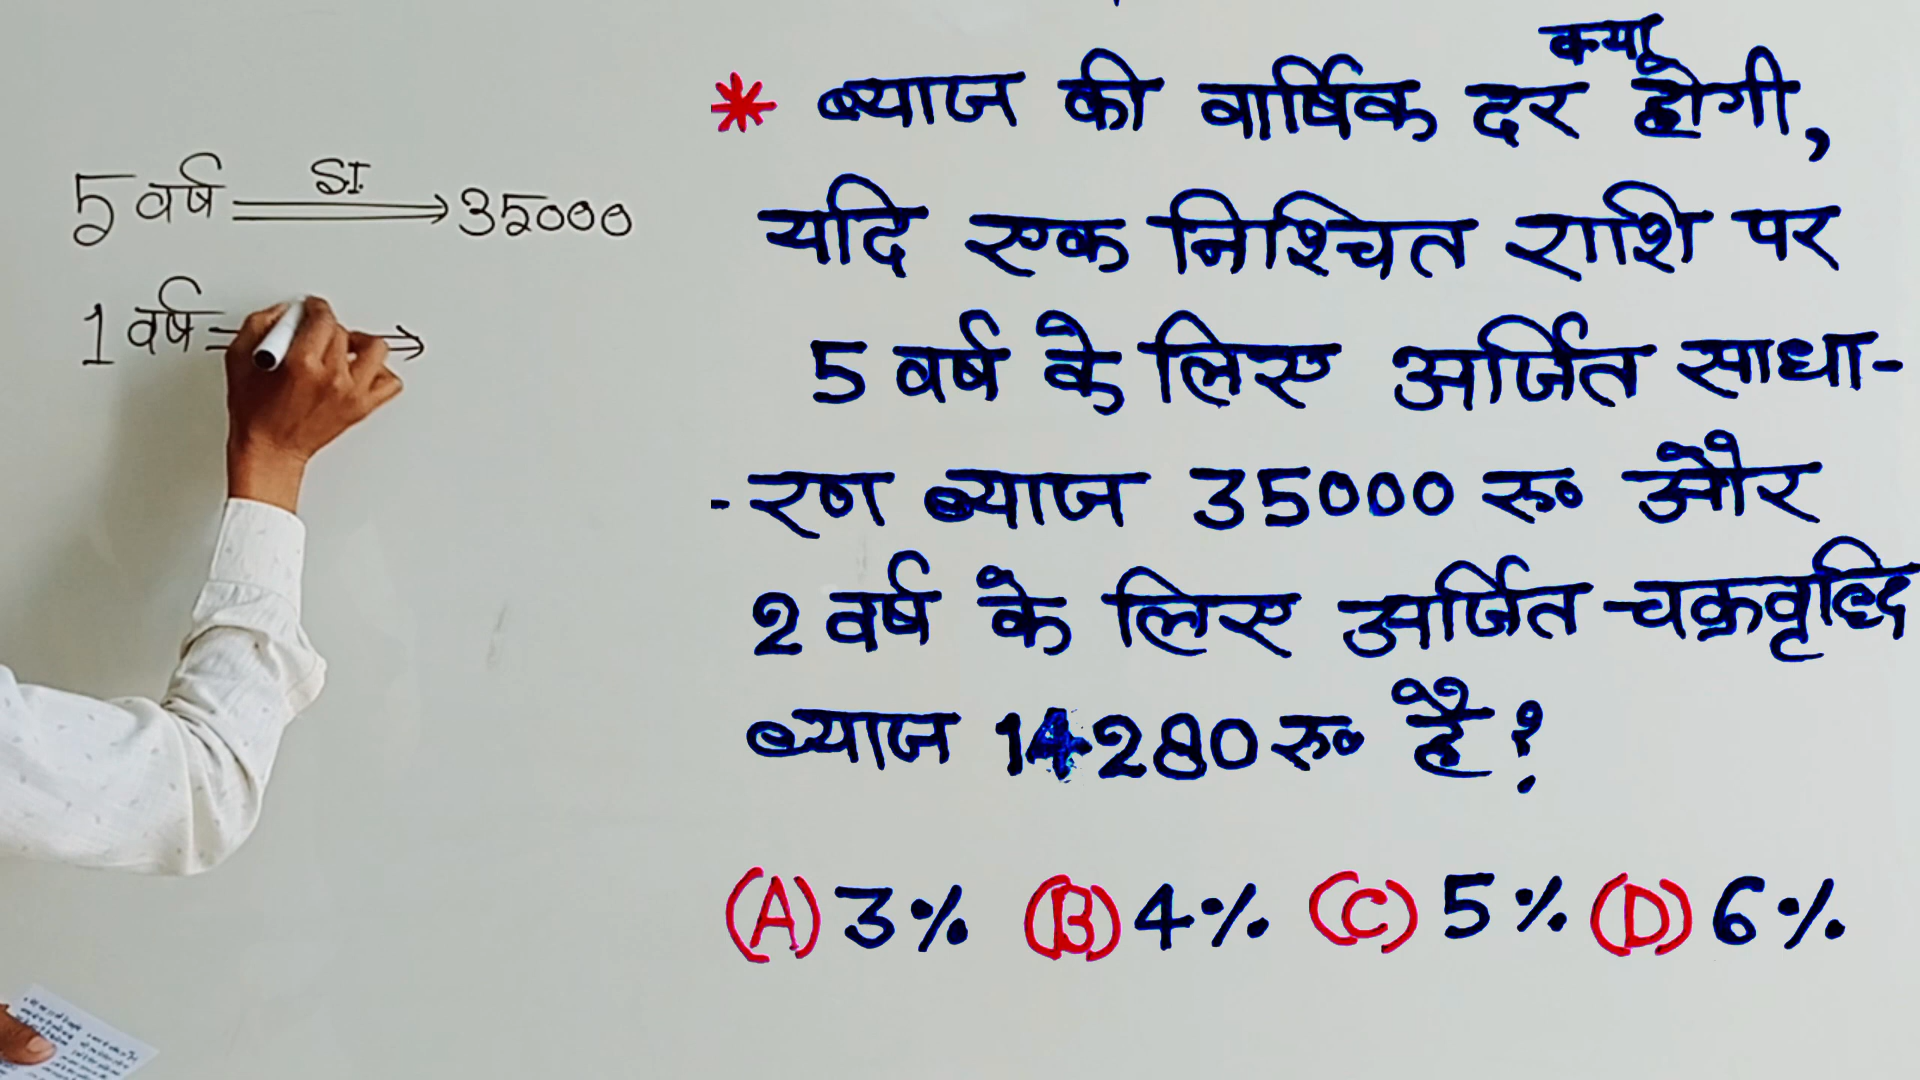 5 वर्ष S.I. 35000
1 वर्ष
* ब्याज की वार्षिक दर क्या होगी,
यदि एक निश्चित राशि पर
5 वर्ष के लिए अर्जित साधा-
-रण ब्याज 35000 रु० और
2 वर्ष के लिए अर्जित चक्रवृद्धि
ब्याज 14280 रु० है ?
(A) 3% (B) 4% (C) 5% (D) 6%